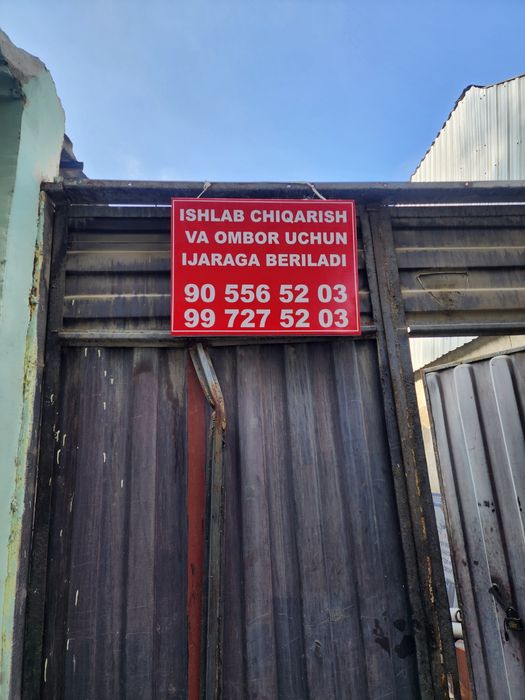 ISHLAB CHIQARISH
VA OMBOR UCHUN
IJARAGA BERILADI
90 556 52 03
99 727 52 03